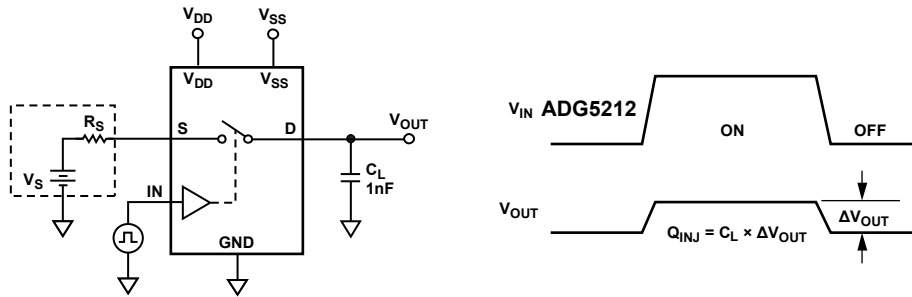 VDD
VSS
VDD
VSS
RS
S
D
VOUT
VS
IN
CL
1nF
GND
VIN ADG5212
ON
OFF
VOUT
QINJ = CL × ΔVOUT
ΔVOUT